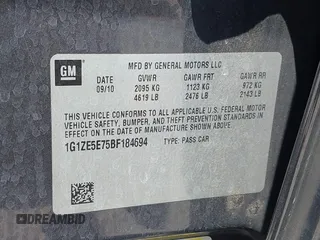 GM
MFD BY GENERAL MOTORS LLC
09/10 GVWR GAWR FRT GAWR RR
2095 KG 1123 KG 972 KG
4619 LB 2476 LB 2143 LB
THIS VEHICLE CONFORMS TO ALL APPLICABLE U.S. FEDERAL MOTOR
VEHICLE SAFETY, BUMPER, AND THEFT PREVENTION STANDARDS IN
EFFECT ON THE DATE OF MANUFACTURE SHOWN ABOVE.
1G1ZE5E75BF184694 TYPE: PASS CAR
DREAMBID